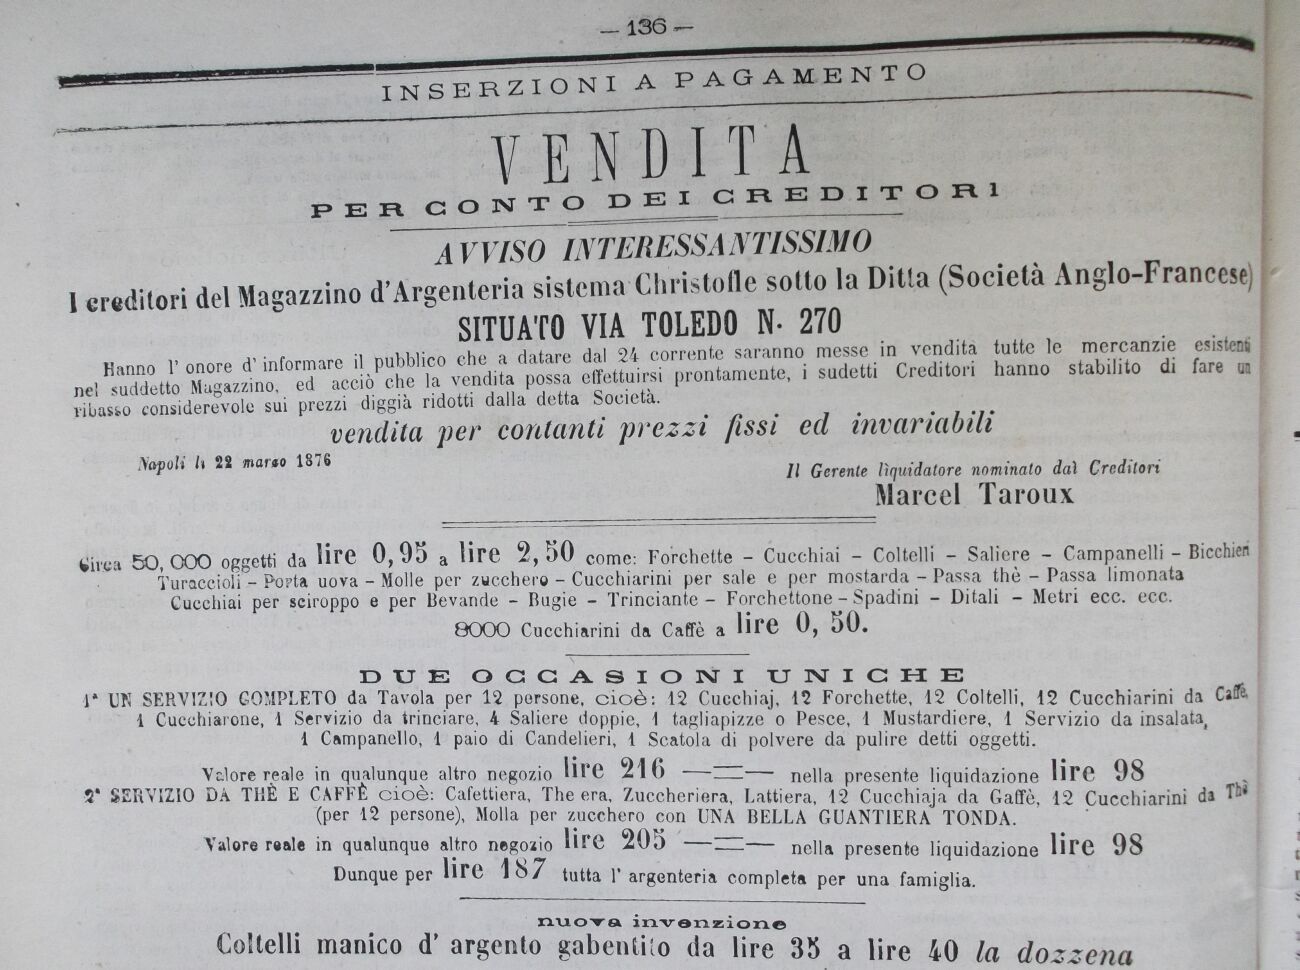 — 136 —
INSERZIONI A PAGAMENTO
VENDITA
PER CONTO DEI CREDITORI
AVVISO INTERESSANTISSIMO
I creditori del Magazzino d'Argenteria sistema Christofle sotto la Ditta (Società Anglo-Francese)
SITUATO VIA TOLEDO N. 270
Hanno l'onore d'informare il pubblico che a datare dal 24 corrente saranno messe in vendita tutte le mercanzie esistenti
nel suddetto Magazzino, ed acciò che la vendita possa effettuirsi prontamente, i sudetti Creditori hanno stabilito di fare un
ribasso considerevole sui prezzi diggià ridotti dalla detta Società.
vendita per contanti prezzi fissi ed invariabili
Napoli li 22 marzo 1876
Il Gerente liquidatore nominato dai Creditori
Marcel Taroux
Circa 50,000 oggetti da lire 0,95 a lire 2,50 come: Forchette – Cucchiai – Coltelli – Saliere – Campanelli – Bicchieri
Turaccioli – Porta uova – Molle per zucchero – Cucchiarini per sale e per mostarda – Passa thè – Passa limonata
Cucchiai per sciroppo e per Bevande – Bugie – Trinciante – Forchettone – Spadini – Ditali – Metri ecc. ecc.
8000 Cucchiarini da Caffè a lire 0, 50.
DUE OCCASIONI UNICHE
1ª UN SERVIZIO COMPLETO da Tavola per 12 persone, cioè: 12 Cucchiaj, 12 Forchette, 12 Coltelli, 12 Cucchiarini da Caffè,
1 Cucchiarone, 1 Servizio da trinciare, 4 Saliere doppie, 1 tagliapizze o Pesce, 1 Mustardiere, 1 Servizio da insalata,
1 Campanello, 1 paio di Candelieri, 1 Scatola di polvere da pulire detti oggetti.
Valore reale in qualunque altro negozio lire 216 —=— nella presente liquidazione lire 98
2ª SERVIZIO DA THÈ E CAFFÈ cioè: Cafettiera, The era, Zuccheriera, Lattiera, 12 Cucchiaja da Gaffè, 12 Cucchiarini da Thè
(per 12 persone), Molla per zucchero con UNA BELLA GUANTIERA TONDA.
Valore reale in qualunque altro negozio lire 205 —=— nella presente liquidazione lire 98
Dunque per lire 187 tutta l'argenteria completa per una famiglia.
nuova invenzione
Coltelli manico d'argento gabentito da lire 35 a lire 40 la dozzena